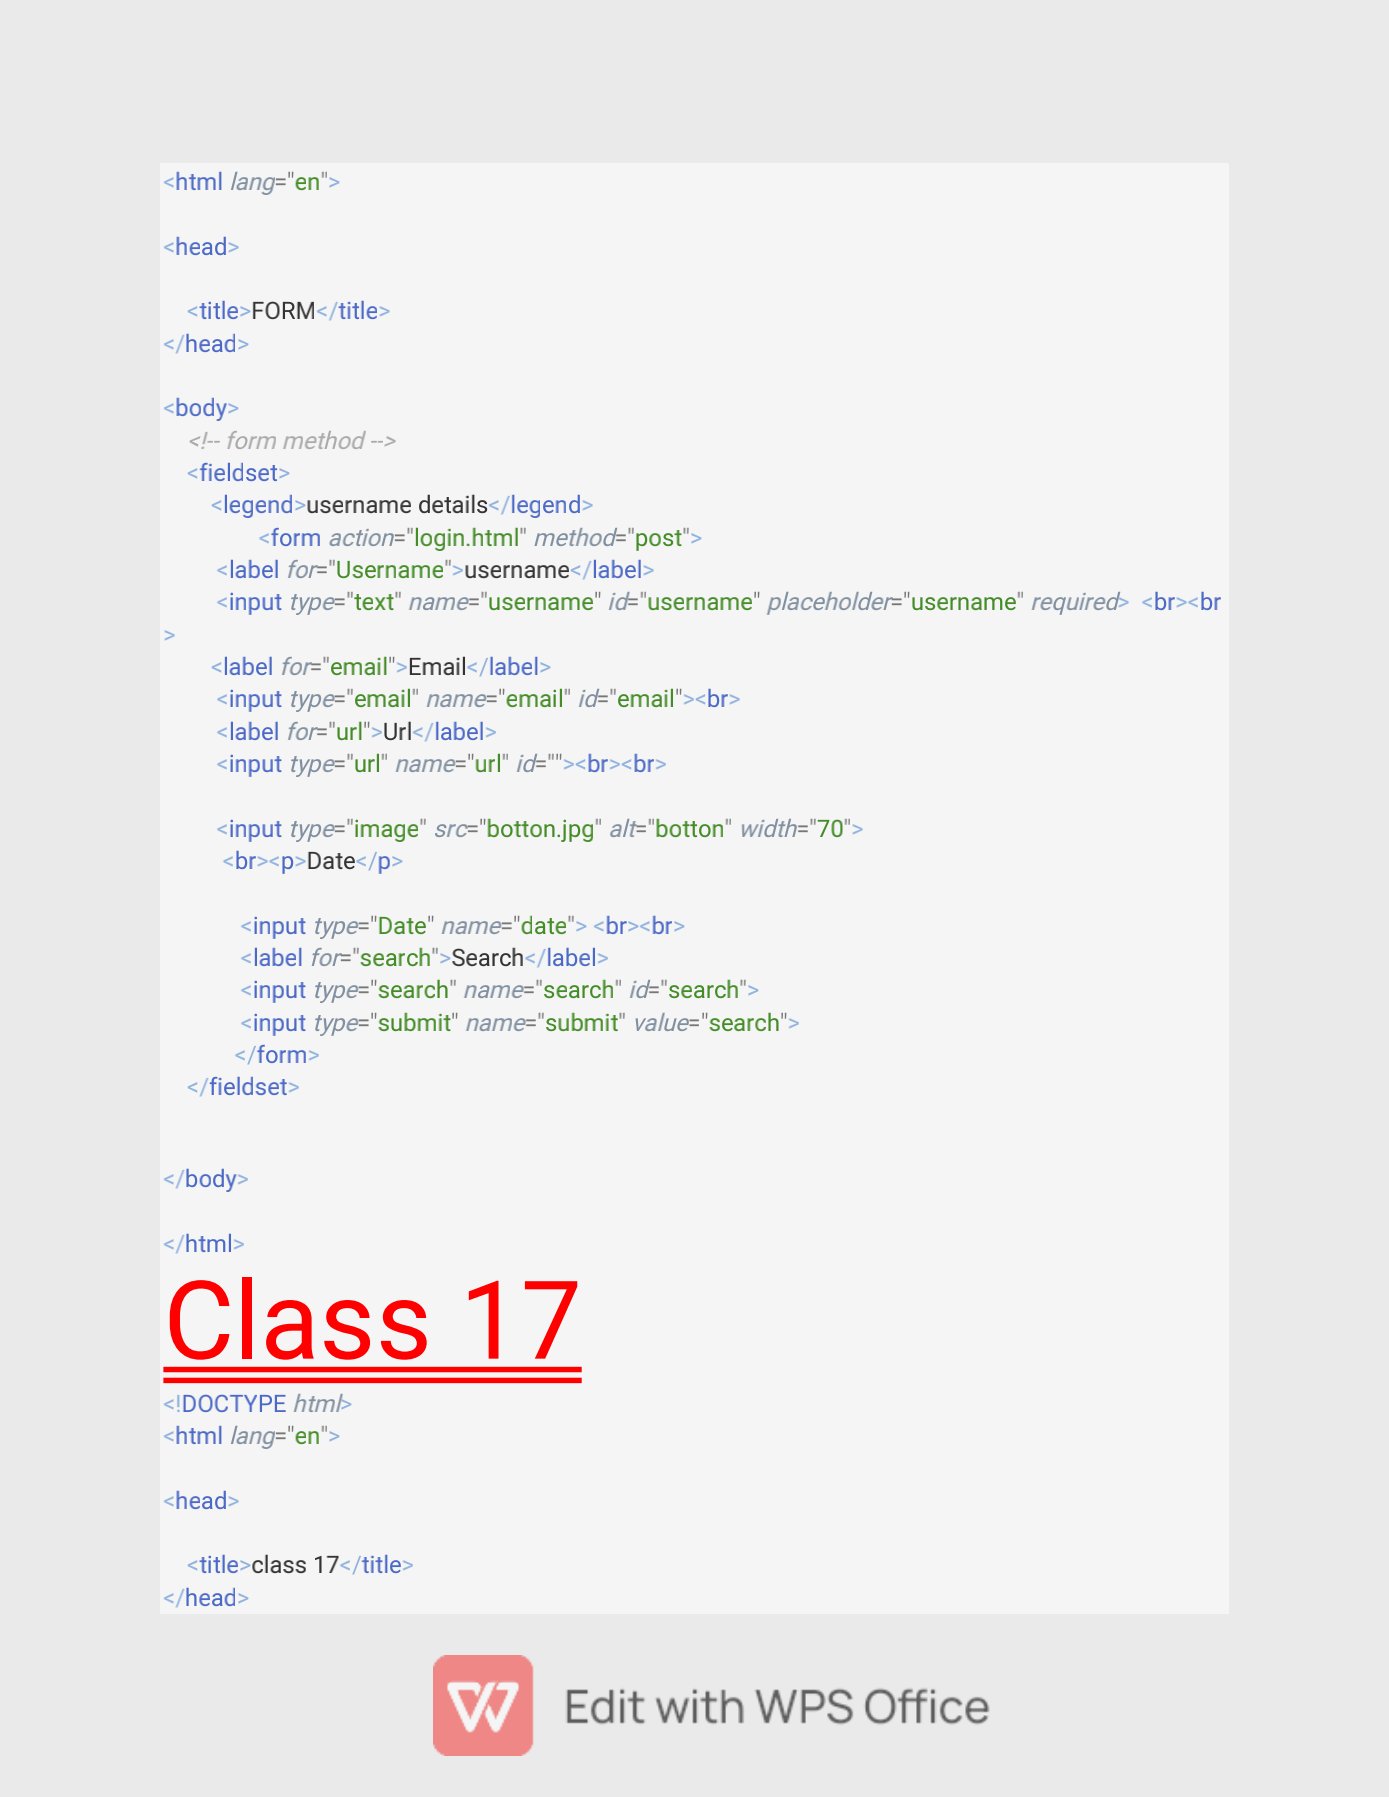 <html lang="en">
<head>
<title>FORM</title>
</head>
<body>
<!-- form method -->
<fieldset>
<legend>username details</legend>
<form action="login.html" method="post">
<label for="Username">username</label>
<input type="text" name="username" id="username" placeholder="username" required>  <br><br
>
<label for="email">Email</label>
<input type="email" name="email" id="email"><br>
<label for="url">Url</label>
<input type="url" name="url" id=""><br><br>
<input type="image" src="botton.jpg" alt="botton" width="70">
<br><p>Date</p>
<input type="Date" name="date"> <br><br>
<label for="search">Search</label>
<input type="search" name="search" id="search">
<input type="submit" name="submit" value="search">
</form>
</fieldset>
</body>
</html>
Class 17
<!DOCTYPE html>
<html lang="en">
<head>
<title>class 17</title>
</head>
Edit with WPS Office